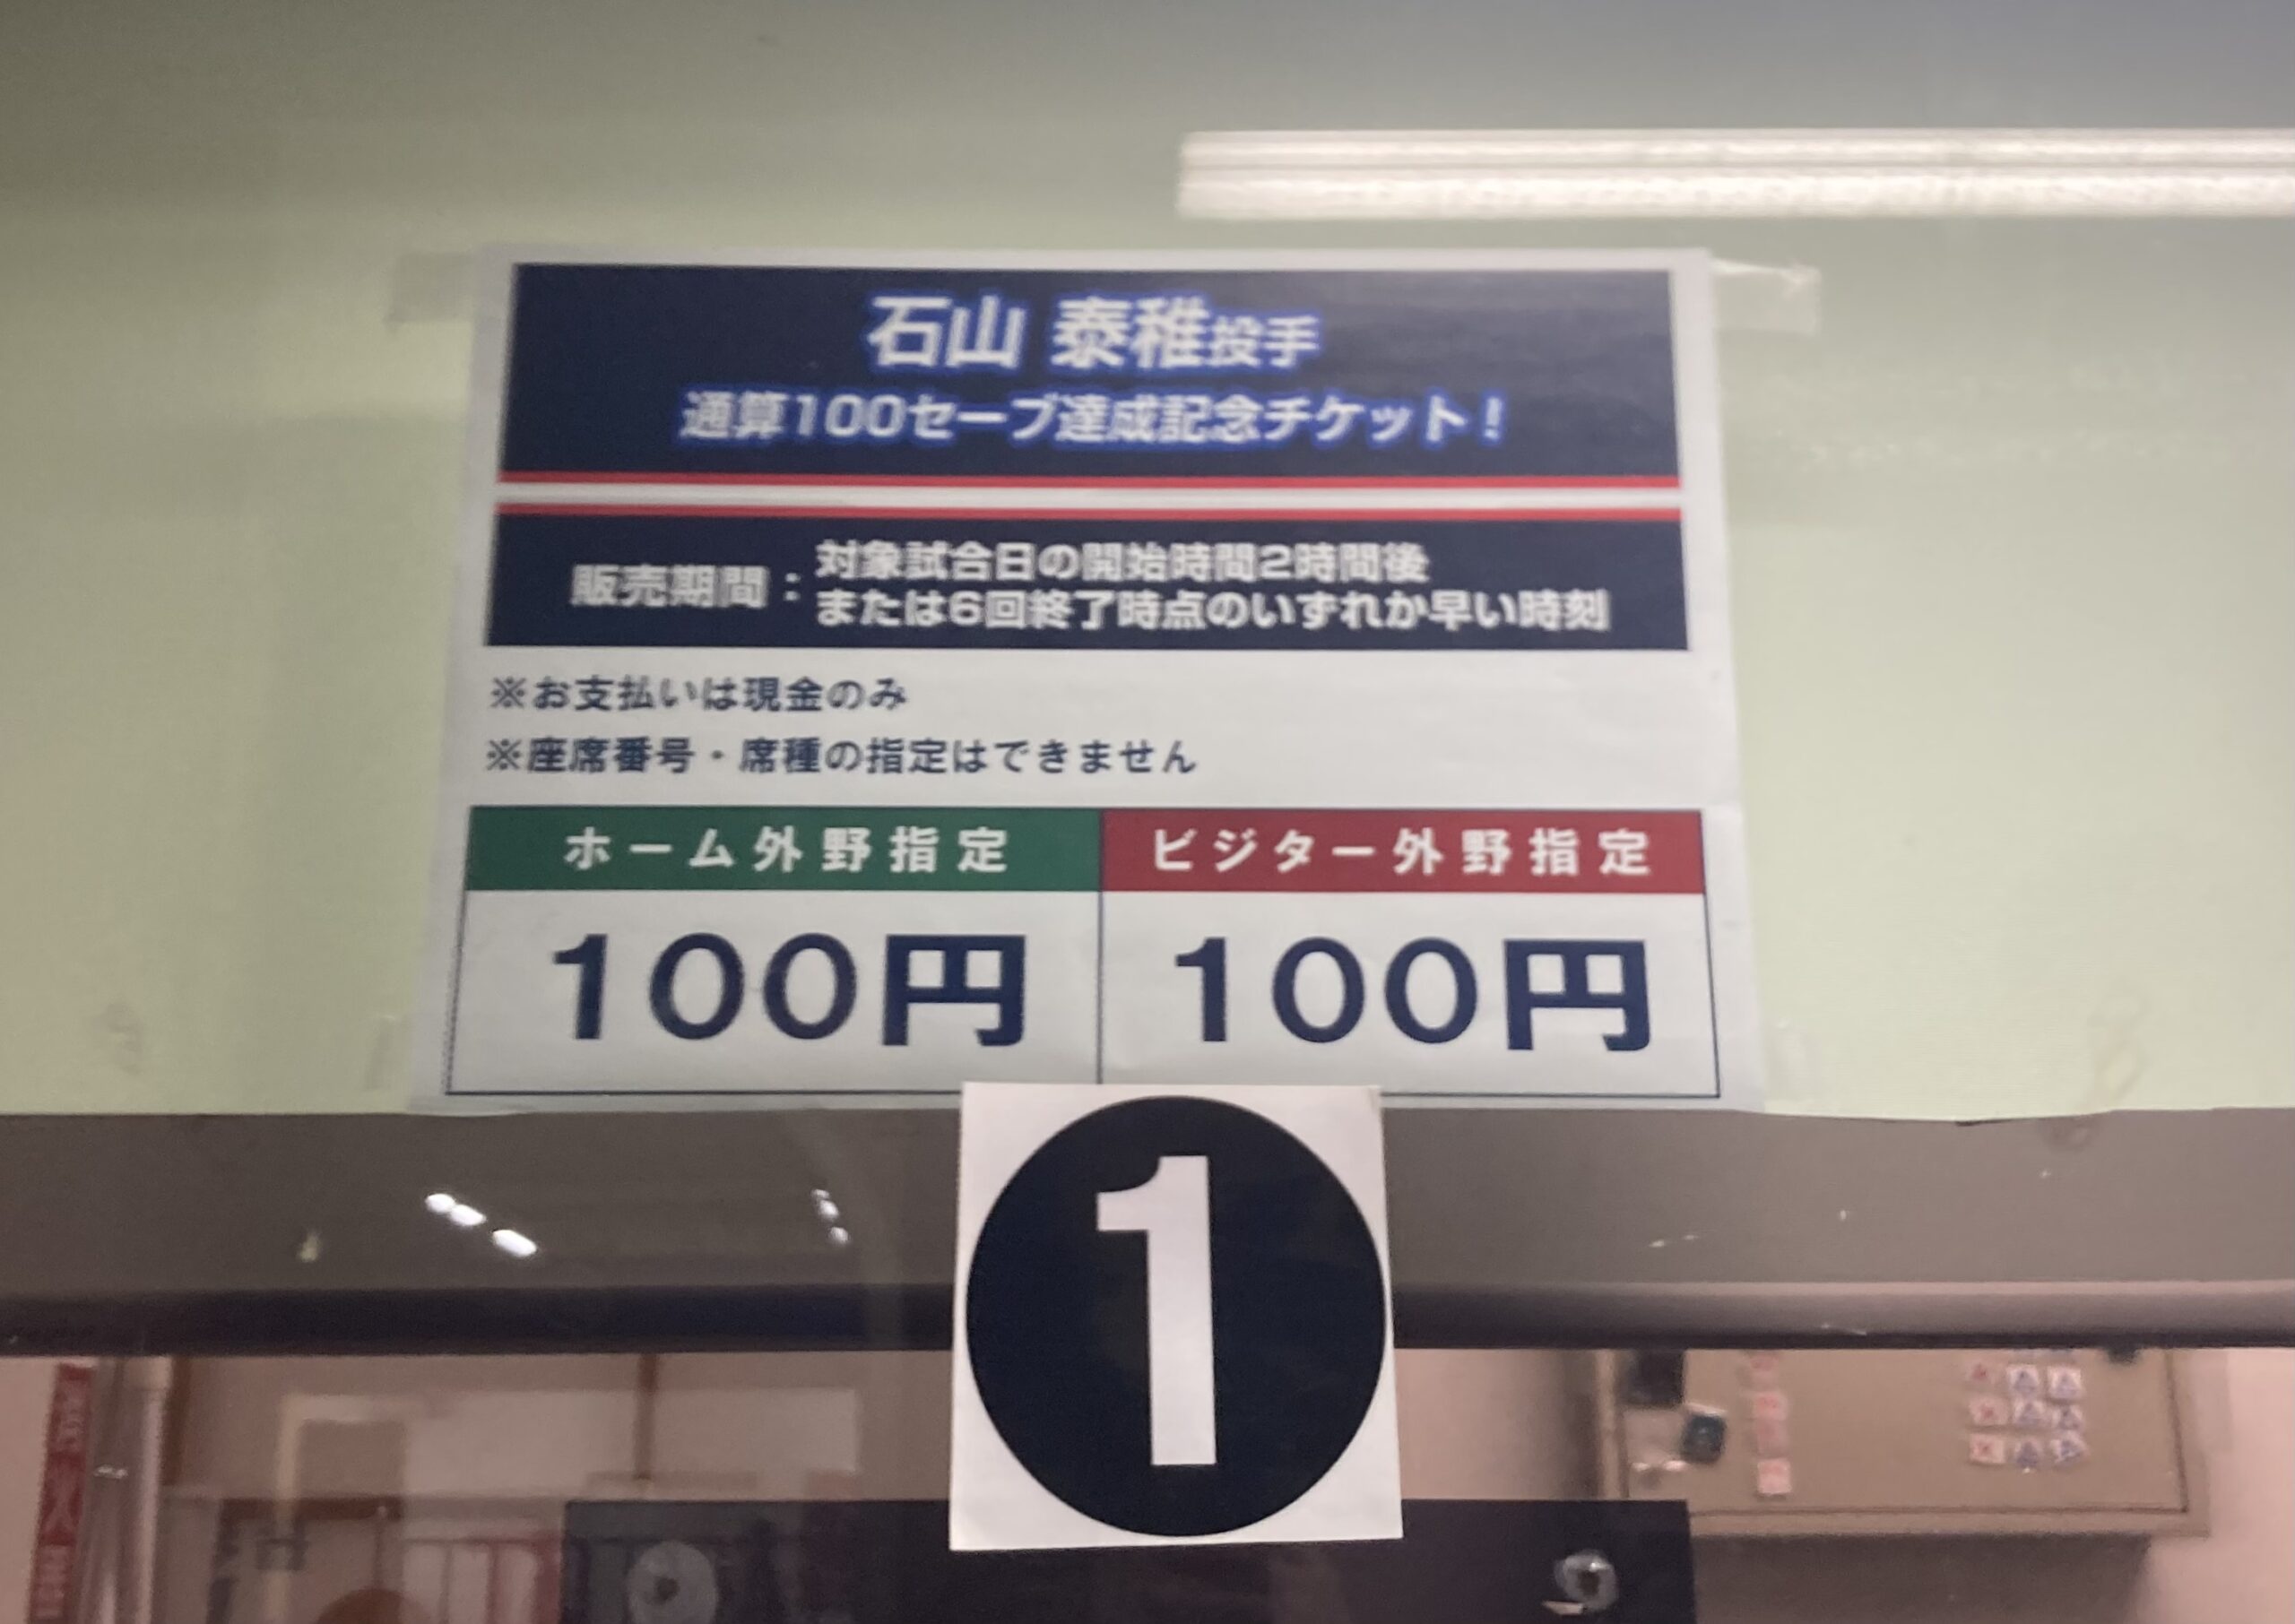 石山 泰稚投手
通算100セーブ達成記念チケット!
販売期間:対象試合日の開始時間2時間後
または6回終了時点のいずれか早い時刻
※お支払いは現金のみ
※座席番号・席種の指定はできません
ホーム外野指定
ビジター外野指定
100円
100円
1